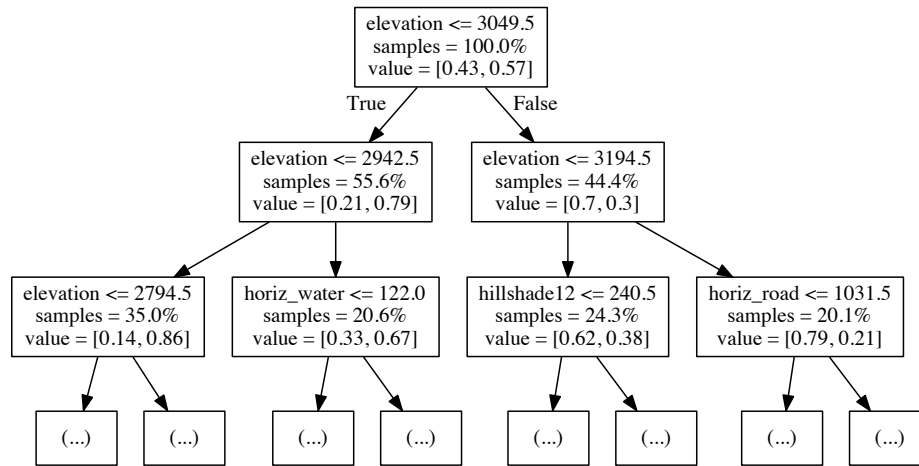 elevation <= 3049.5
samples = 100.0%
value = [0.43, 0.57]
True
False
elevation <= 2942.5
samples = 55.6%
value = [0.21, 0.79]
elevation <= 3194.5
samples = 44.4%
value = [0.7, 0.3]
elevation <= 2794.5
samples = 35.0%
value = [0.14, 0.86]
horiz_water <= 122.0
samples = 20.6%
value = [0.33, 0.67]
hillshade12 <= 240.5
samples = 24.3%
value = [0.62, 0.38]
horiz_road <= 1031.5
samples = 20.1%
value = [0.79, 0.21]
(...)
(...)
(...)
(...)
(...)
(...)
(...)
(...)